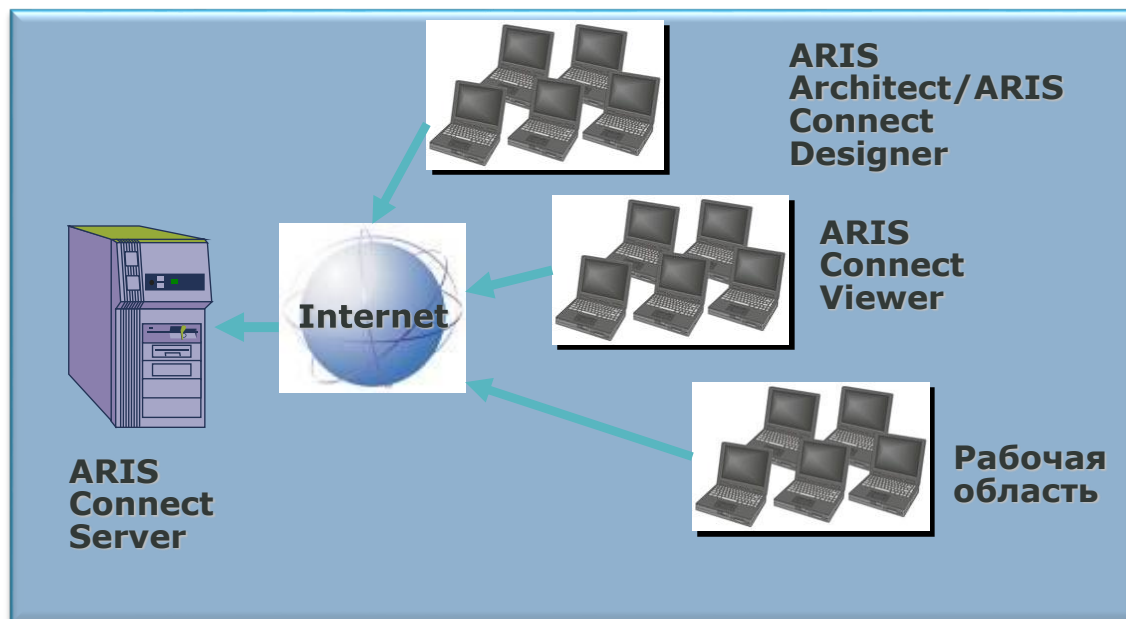 ARIS
Architect/ARIS
Connect
Designer
ARIS
Connect
Viewer
Internet
Рабочая
область
ARIS
Connect
Server